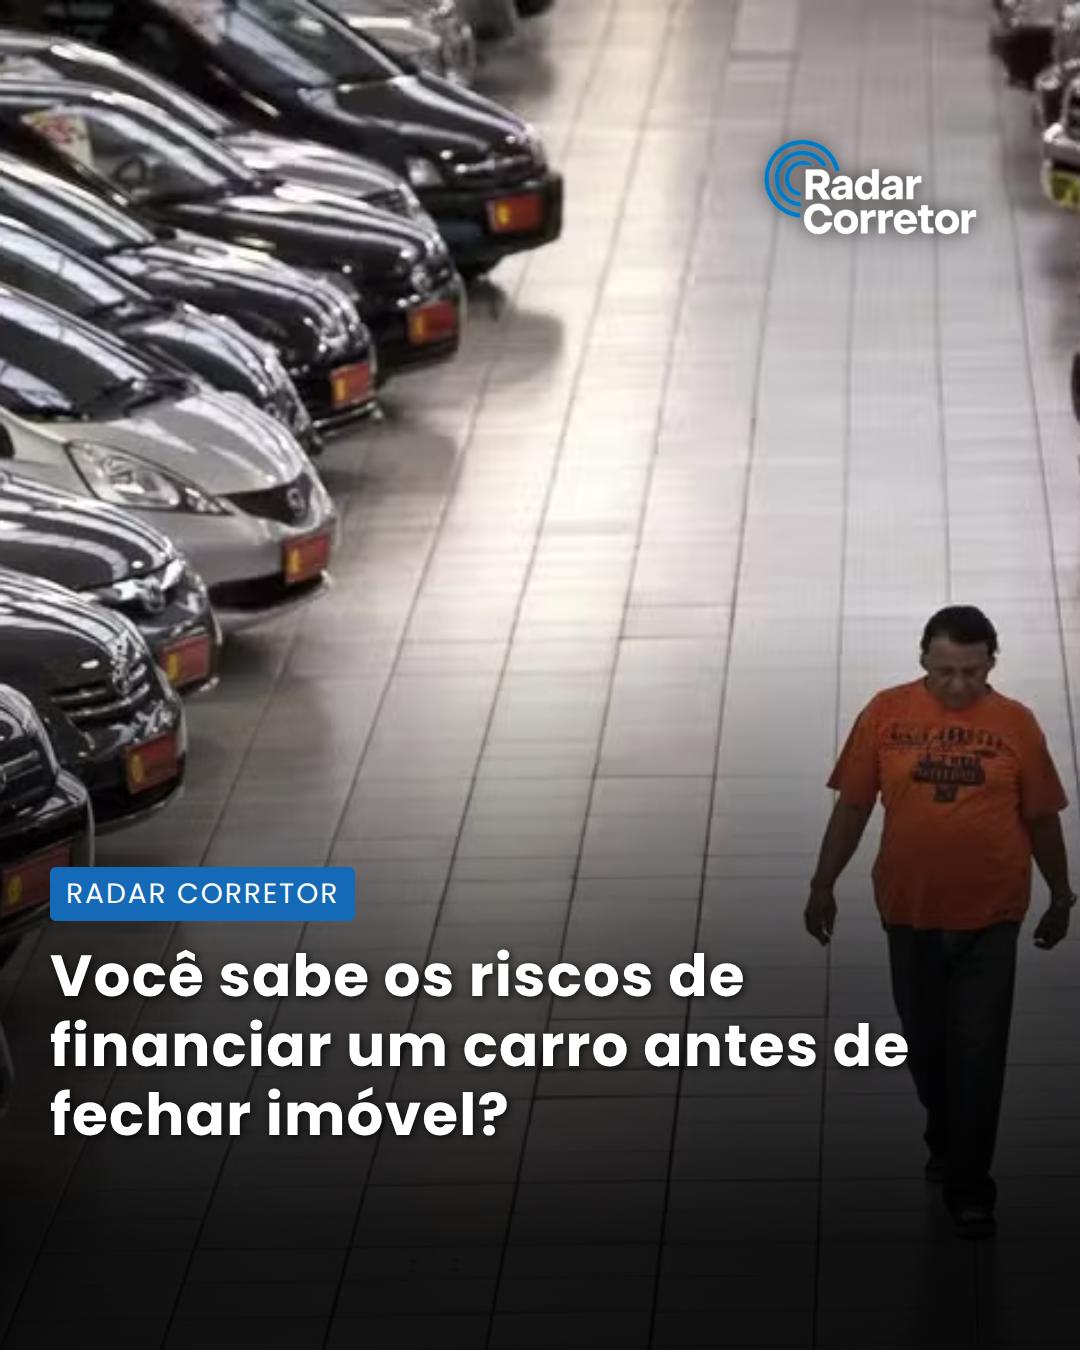 Radar
Corretor
RADAR CORRETOR
Você sabe os riscos de
financiar um carro antes de
fechar imóvel?